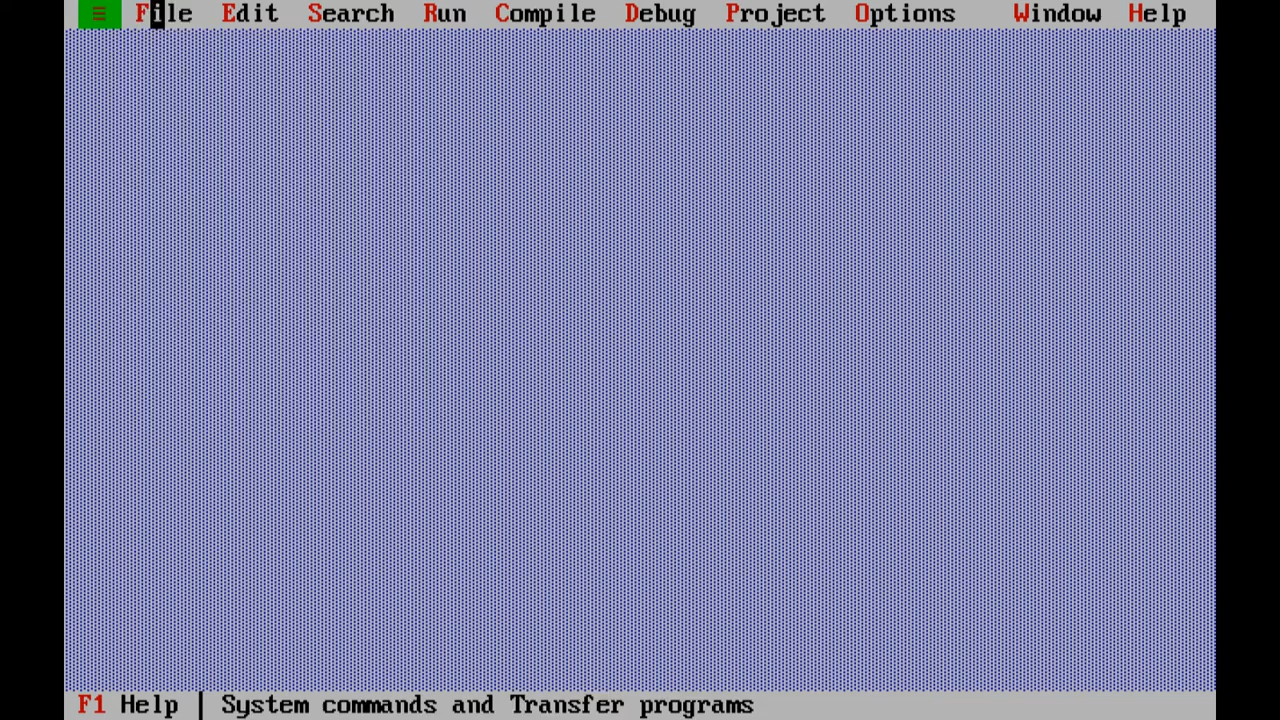 ≡ File Edit Search Run Compile Debug Project Options Window Help
F1 Help | System commands and Transfer programs